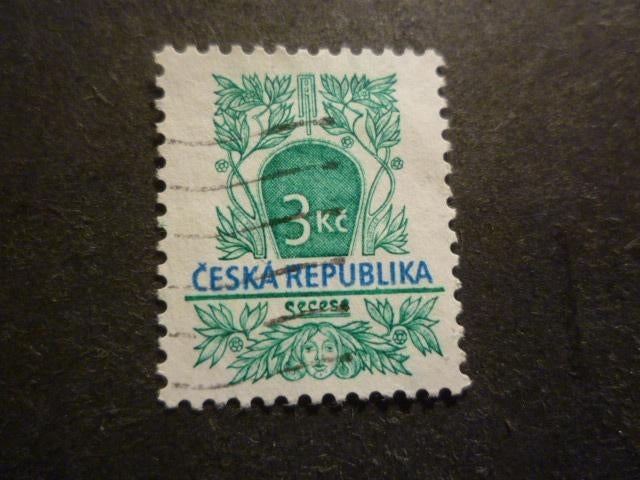 3 Kč
ČESKÁ REPUBLIKA
secese